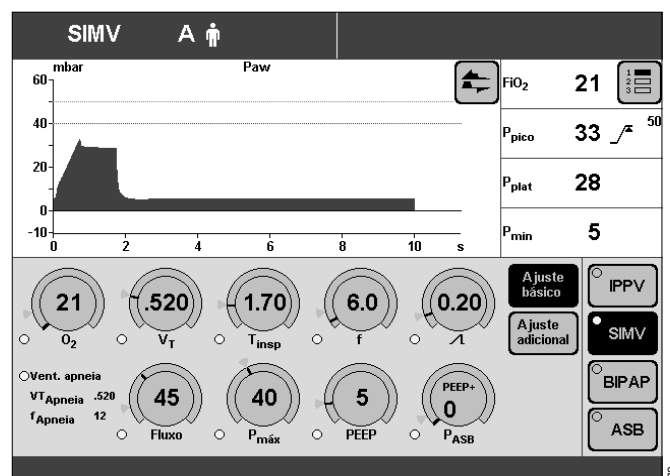 SIMV A
mbar Paw
60
40
20
0
-10
0 2 4 6 8 10 s
FiO2 21
1
2
3
Ppico 33 50
Pplat 28
Pmin 5
21 .520 1.70 6.0 0.20
O2 VT Tinsp f
Ajuste
básico
Ajuste
adicional
IPPV
SIMV
BIPAP
ASB
Vent. apneia
VTApneia .520
fApneia 12
45 40 5 PEEP+
0
Fluxo Pmáx PEEP PASB